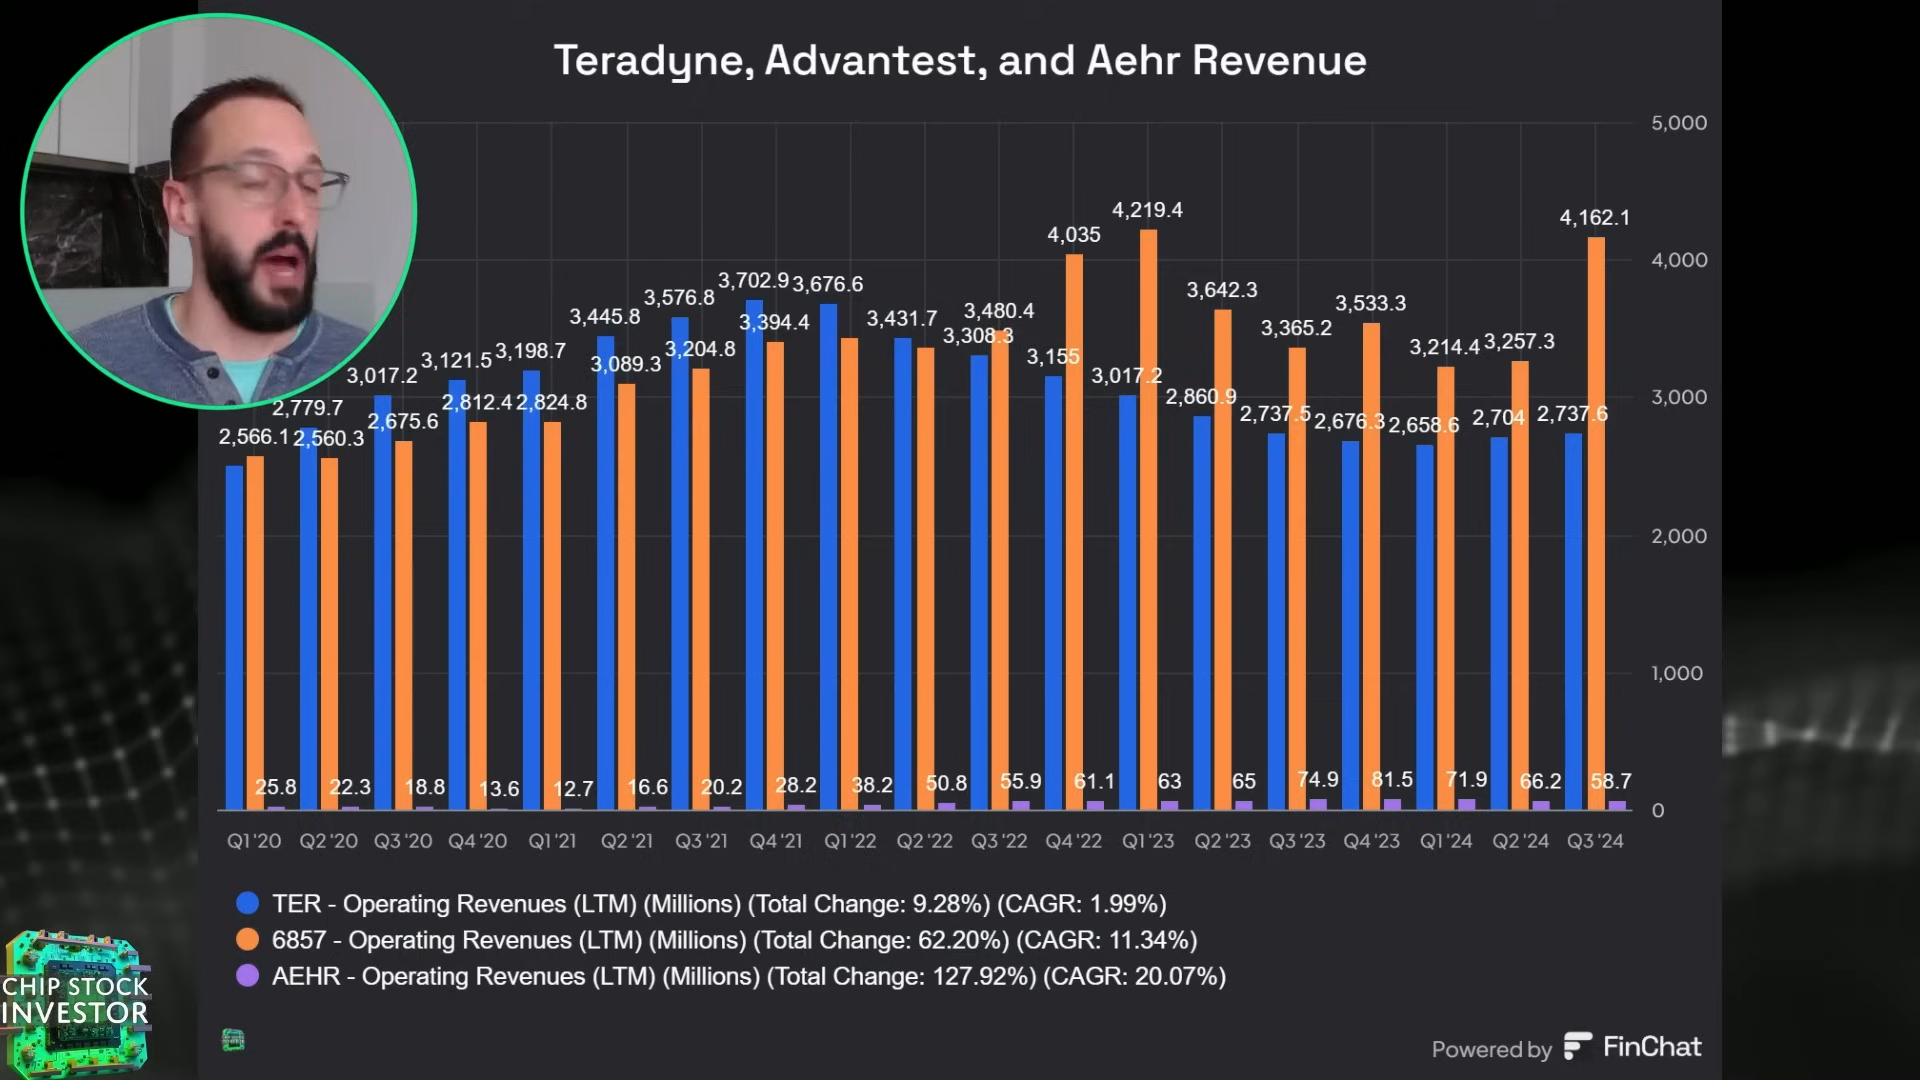 Teradyne, Advantest, and Aehr Revenue
5,000
4,000
3,000
2,000
1,000
0
2,566.1
2,779.7
2,560.3
3,017.2
2,675.6
3,121.5
2,812.4
3,198.7
2,824.8
3,445.8
3,089.3
3,576.8
3,204.8
3,702.9
3,394.4
3,676.6
3,431.7
3,308.3
3,480.4
3,155
4,035
3,017.2
4,219.4
2,860.9
3,642.3
2,737.5
3,365.2
2,676.3
3,533.3
2,658.6
3,214.4
2,704
3,257.3
2,737.6
4,162.1
25.8
22.3
18.8
13.6
12.7
16.6
20.2
28.2
38.2
50.8
55.9
61.1
63
65
74.9
81.5
71.9
66.2
58.7
Q1 '20
Q2 '20
Q3 '20
Q4 '20
Q1 '21
Q2 '21
Q3 '21
Q4 '21
Q1 '22
Q2 '22
Q3 '22
Q4 '22
Q1 '23
Q2 '23
Q3 '23
Q4 '23
Q1 '24
Q2 '24
Q3 '24
TER - Operating Revenues (LTM) (Millions) (Total Change: 9.28%) (CAGR: 1.99%)
6857 - Operating Revenues (LTM) (Millions) (Total Change: 62.20%) (CAGR: 11.34%)
AEHR - Operating Revenues (LTM) (Millions) (Total Change: 127.92%) (CAGR: 20.07%)
CHIP STOCK
INVESTOR
Powered by FinChat